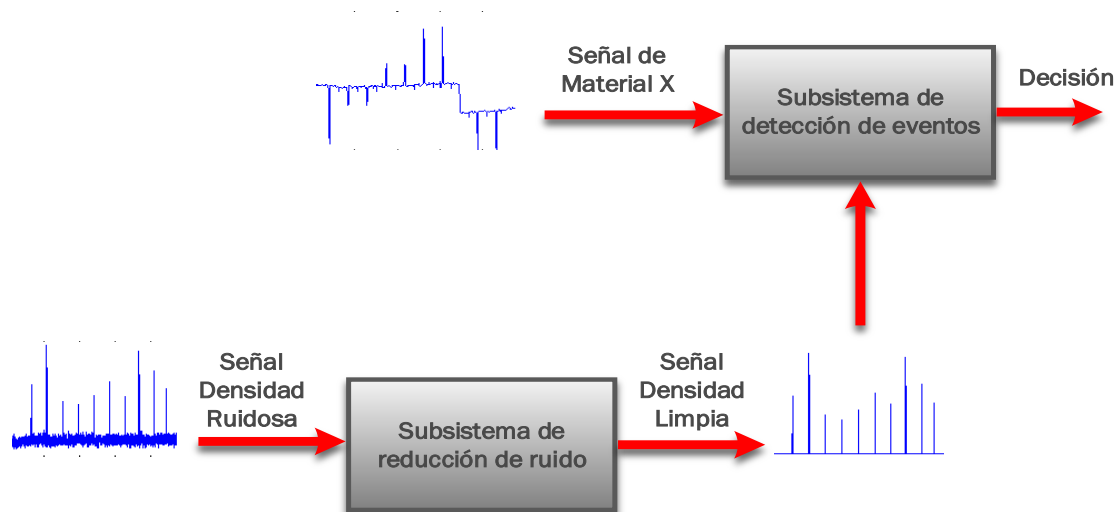 Señal de
Material X
Subsistema de
detección de eventos
Decisión
Señal
Densidad
Ruidosa
Subsistema de
reducción de ruido
Señal
Densidad
Limpia